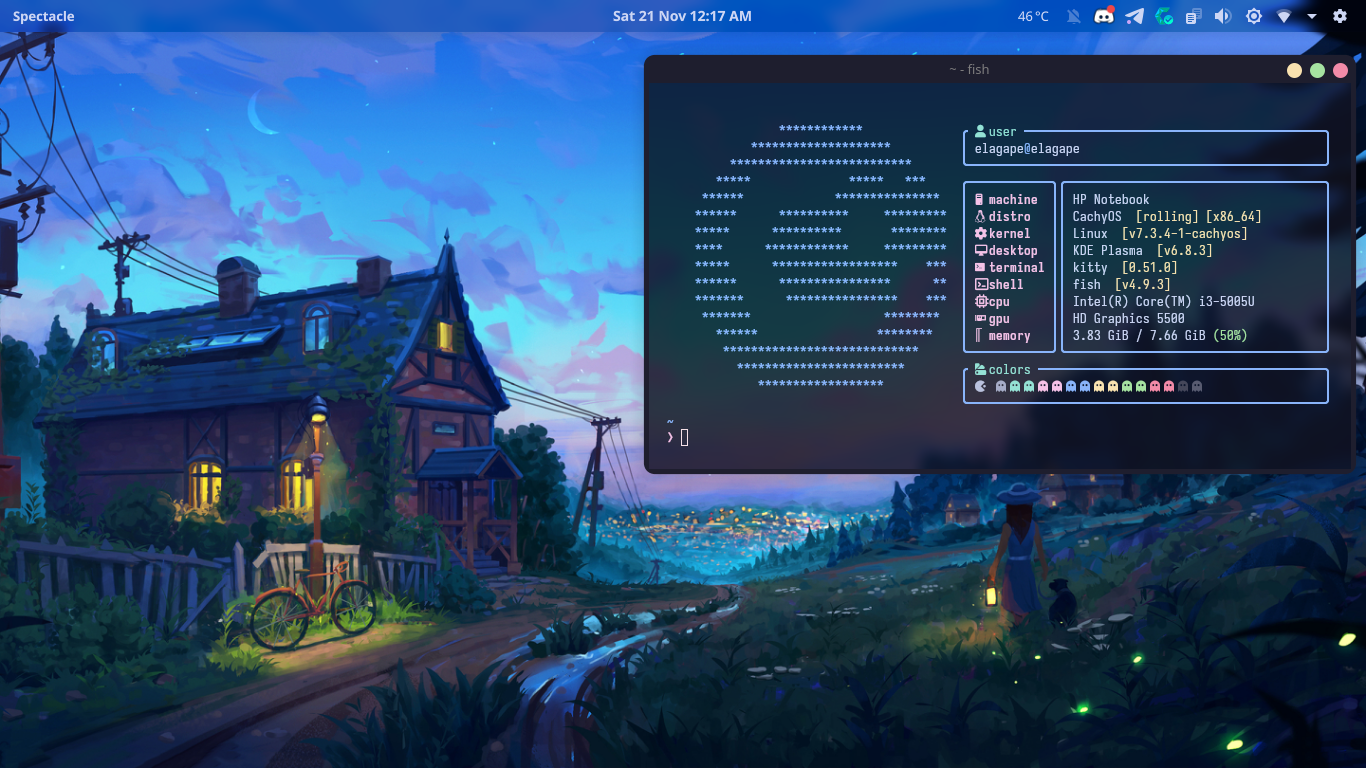 Spectacle
Sat 21 Nov 12:17 AM
46 °C
~ - fish
************
********************
**************************
***** ***** ***
****** ***************
****** ********** *********
***** ********** ********
**** ************ *********
***** **************** ***
****** **************** **
******* **************** ***
******* ********
****** ********
****************************
************************
******************
user
elagape@elagape
machine HP Notebook
distro CachyOS [rolling] [x86_64]
kernel Linux [v7.3.4-1-cachyos]
desktop KDE Plasma [v6.8.3]
terminal kitty [0.51.0]
shell fish [v4.9.3]
cpu Intel(R) Core(TM) i3-5005U
gpu HD Graphics 5500
memory 3.83 GiB / 7.66 GiB (50%)
colors
~
❯